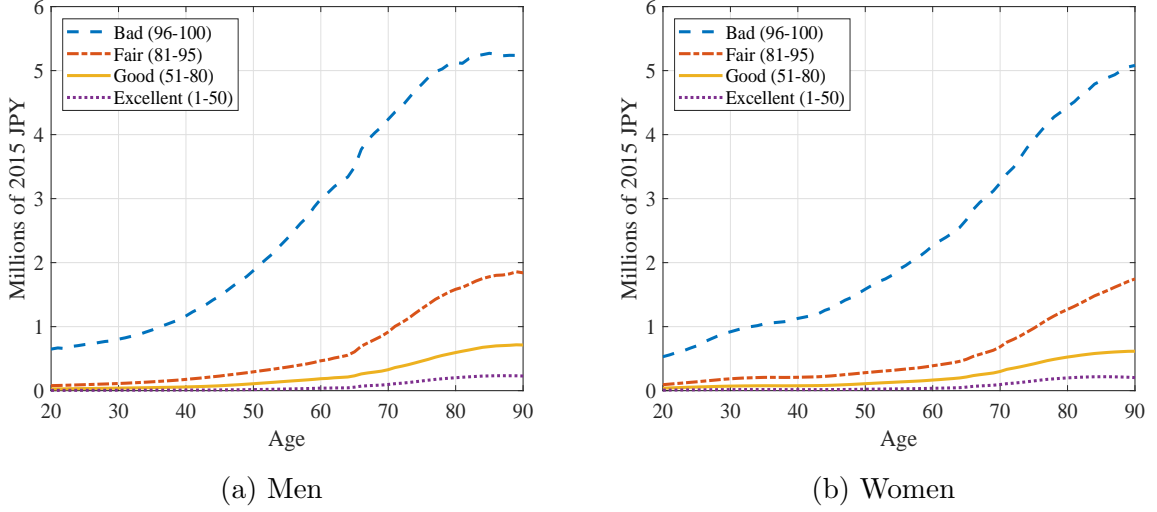 6
5
4
3
2
1
0
Millions of 2015 JPY
Bad (96-100)
Fair (81-95)
Good (51-80)
Excellent (1-50)
20 30 40 50 60 70 80 90
Age
(a) Men
6
5
4
3
2
1
0
Millions of 2015 JPY
Bad (96-100)
Fair (81-95)
Good (51-80)
Excellent (1-50)
20 30 40 50 60 70 80 90
Age
(b) Women